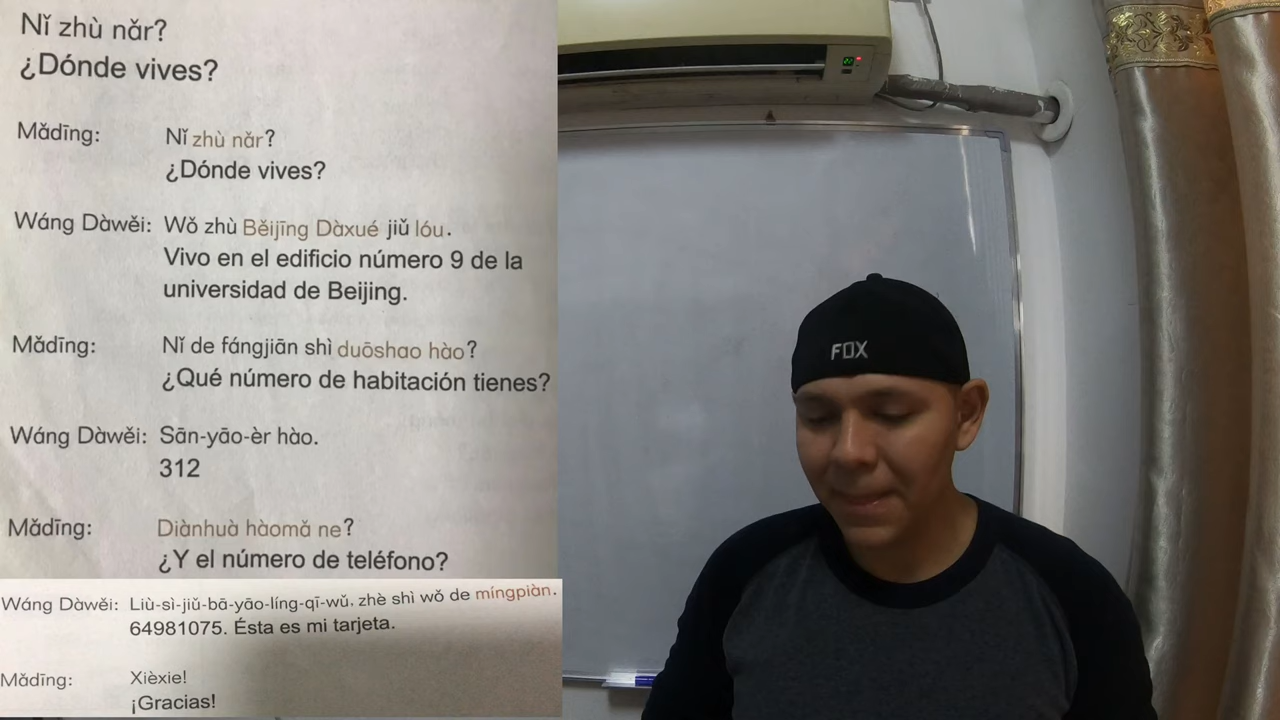 Nǐ zhù nǎr?
¿Dónde vives?
Mǎdīng: Nǐ zhù nǎr?
¿Dónde vives?
Wáng Dàwěi: Wǒ zhù Běijīng Dàxué jiǔ lóu.
Vivo en el edificio número 9 de la
universidad de Beijing.
Mǎdīng: Nǐ de fángjiān shì duōshao hào?
¿Qué número de habitación tienes?
Wáng Dàwěi: Sān-yāo-èr hào.
312
Mǎdīng: Diànhuà hàomǎ ne?
¿Y el número de teléfono?
Wáng Dàwěi: Liù-sì-jiǔ-bā-yāo-líng-qī-wǔ, zhè shì wǒ de míngpiàn.
64981075. Ésta es mi tarjeta.
Mǎdīng: Xièxie!
¡Gracias!
FOX